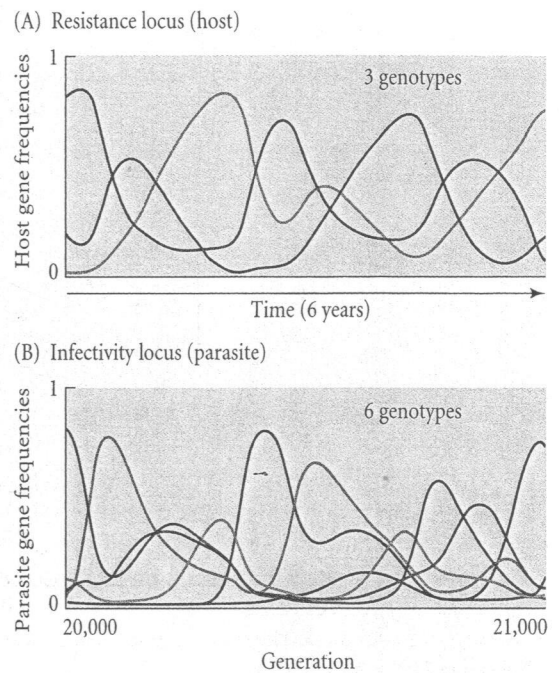 (A) Resistance locus (host)
1
3 genotypes
Host gene frequencies
0
Time (6 years)
(B) Infectivity locus (parasite)
1
6 genotypes
Parasite gene frequencies
0
20,000
21,000
Generation